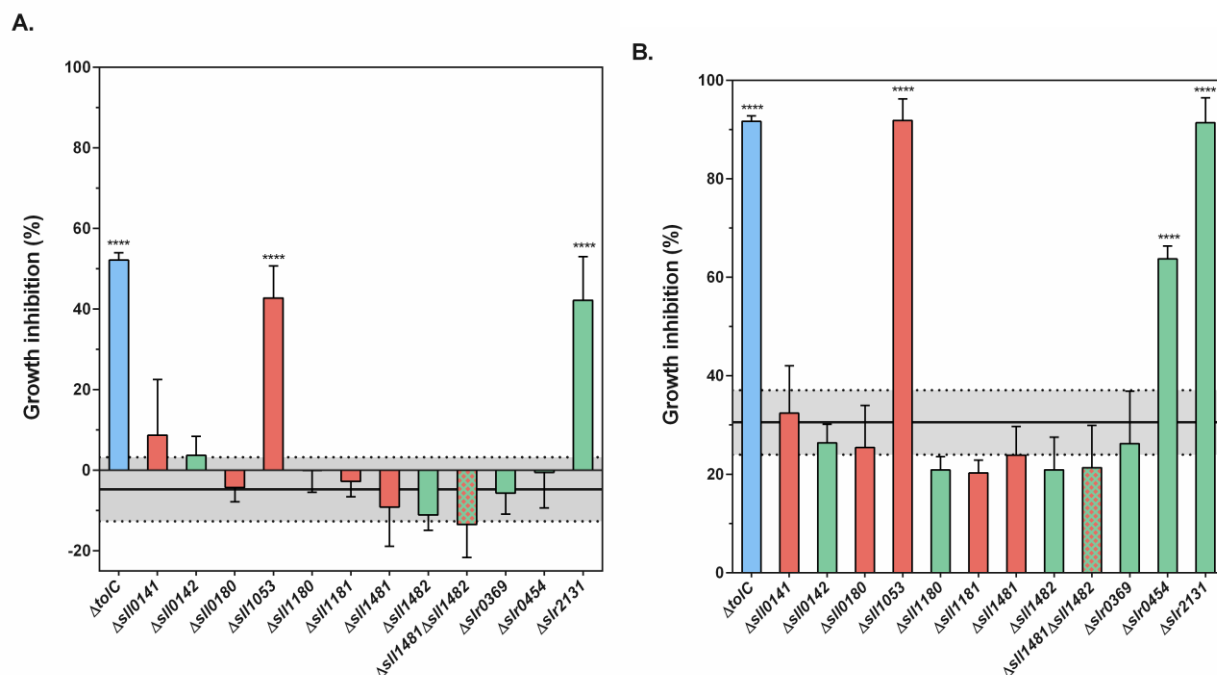 A.
100
80
60
40
20
0
-20
Growth inhibition (%)
****
****
****
ΔtolC
Δsll0141
Δsll0142
Δsll0180
Δsll1053
Δsll1180
Δsll1181
Δsll1481
Δsll1482
Δsll1481Δsll1482
Δslr0369
Δslr0454
Δslr2131
B.
100
80
60
40
20
0
Growth inhibition (%)
****
****
****
****
ΔtolC
Δsll0141
Δsll0142
Δsll0180
Δsll1053
Δsll1180
Δsll1181
Δsll1481
Δsll1482
Δsll1481Δsll1482
Δslr0369
Δslr0454
Δslr2131